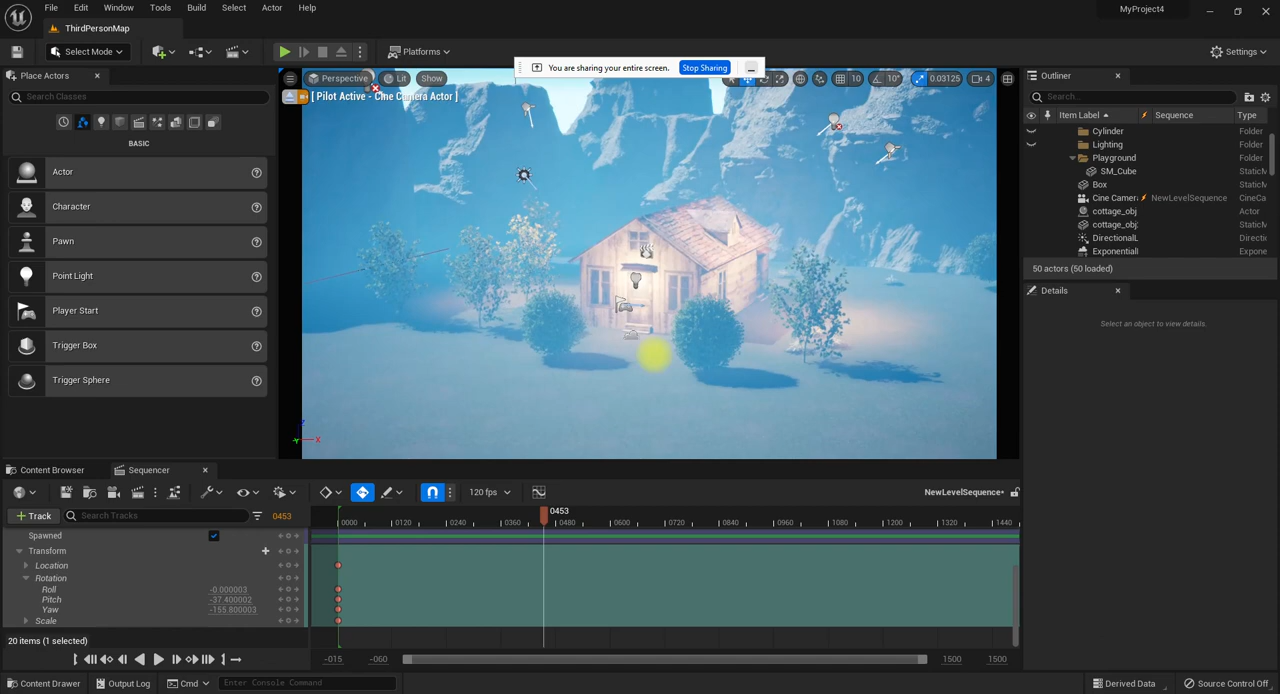 File Edit Window Tools Build Select Actor Help
MyProject4
ThirdPersonMap
Select Mode
Platforms
Settings
You are sharing your entire screen. Stop Sharing
Place Actors
Search Classes
BASIC
Actor
Character
Pawn
Point Light
Player Start
Trigger Box
Trigger Sphere
Perspective Lit Show
10 10° 0.03125 4
[ Pilot Active - Cine Camera Actor ]
X
Outliner
Search...
Item Label Sequence Type
Cylinder Folder
Lighting Folder
Playground Folder
SM_Cube StaticM
Box StaticM
Cine Camera NewLevelSequence CineCa
cottage_obj Actor
cottage_obj StaticM
DirectionalL Directi
Exponentiall Expone
50 actors (50 loaded)
Details
Select an object to view details.
Content Browser Sequencer
120 fps
NewLevelSequence•
Track Search Tracks 0453
0453
0000 0120 0240 0360 0480 0600 0720 0840 0960 1080 1200 1320 1440
Spawned
Transform
Location
Rotation
Roll -0.000003
Pitch -37.400002
Yaw -155.800003
Scale
20 items (1 selected)
-015 -060 1500 1500
Content Drawer Output Log Cmd Enter Console Command
Derived Data Source Control Off